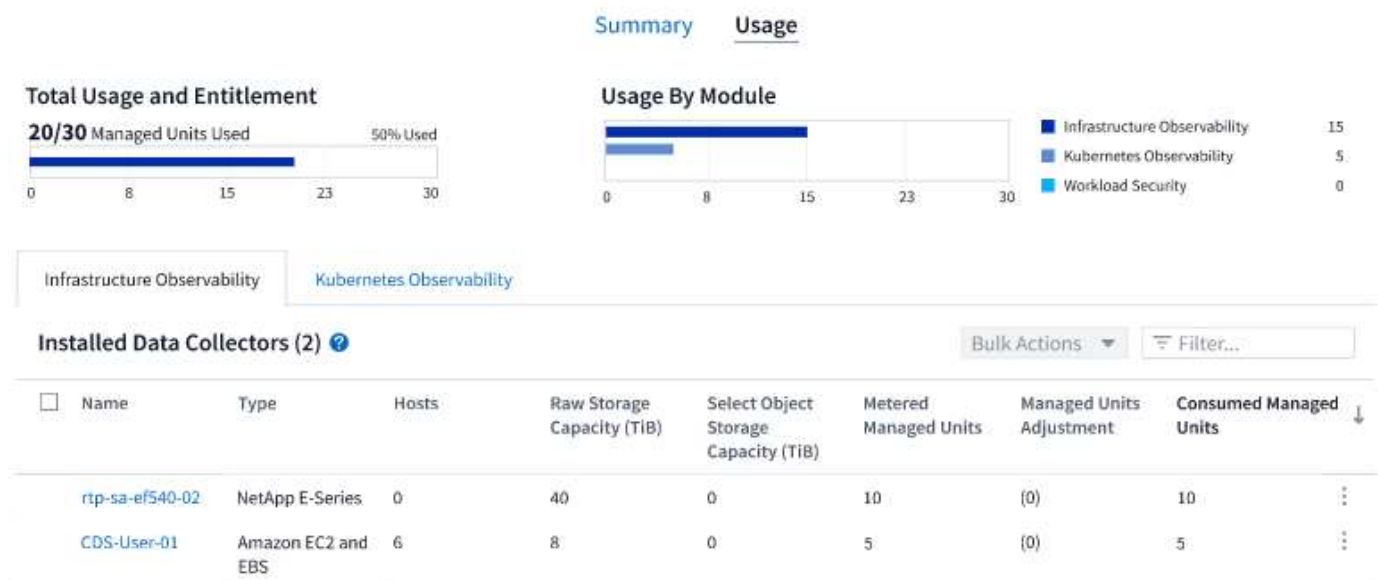 Summary Usage
Total Usage and Entitlement
20/30 Managed Units Used 50% Used
0 8 15 23 30
Usage By Module
0 8 15 23 30
Infrastructure Observability 15
Kubernetes Observability 5
Workload Security 0
Infrastructure Observability Kubernetes Observability
Installed Data Collectors (2) ?
Bulk Actions Filter...
Name Type Hosts Raw Storage Capacity (TiB) Select Object Storage Capacity (TiB) Metered Managed Units Managed Units Adjustment Consumed Managed Units ↓
rtp-sa-ef540-02 NetApp E-Series 0 40 0 10 (0) 10
CDS-User-01 Amazon EC2 and EBS 6 8 0 5 (0) 5